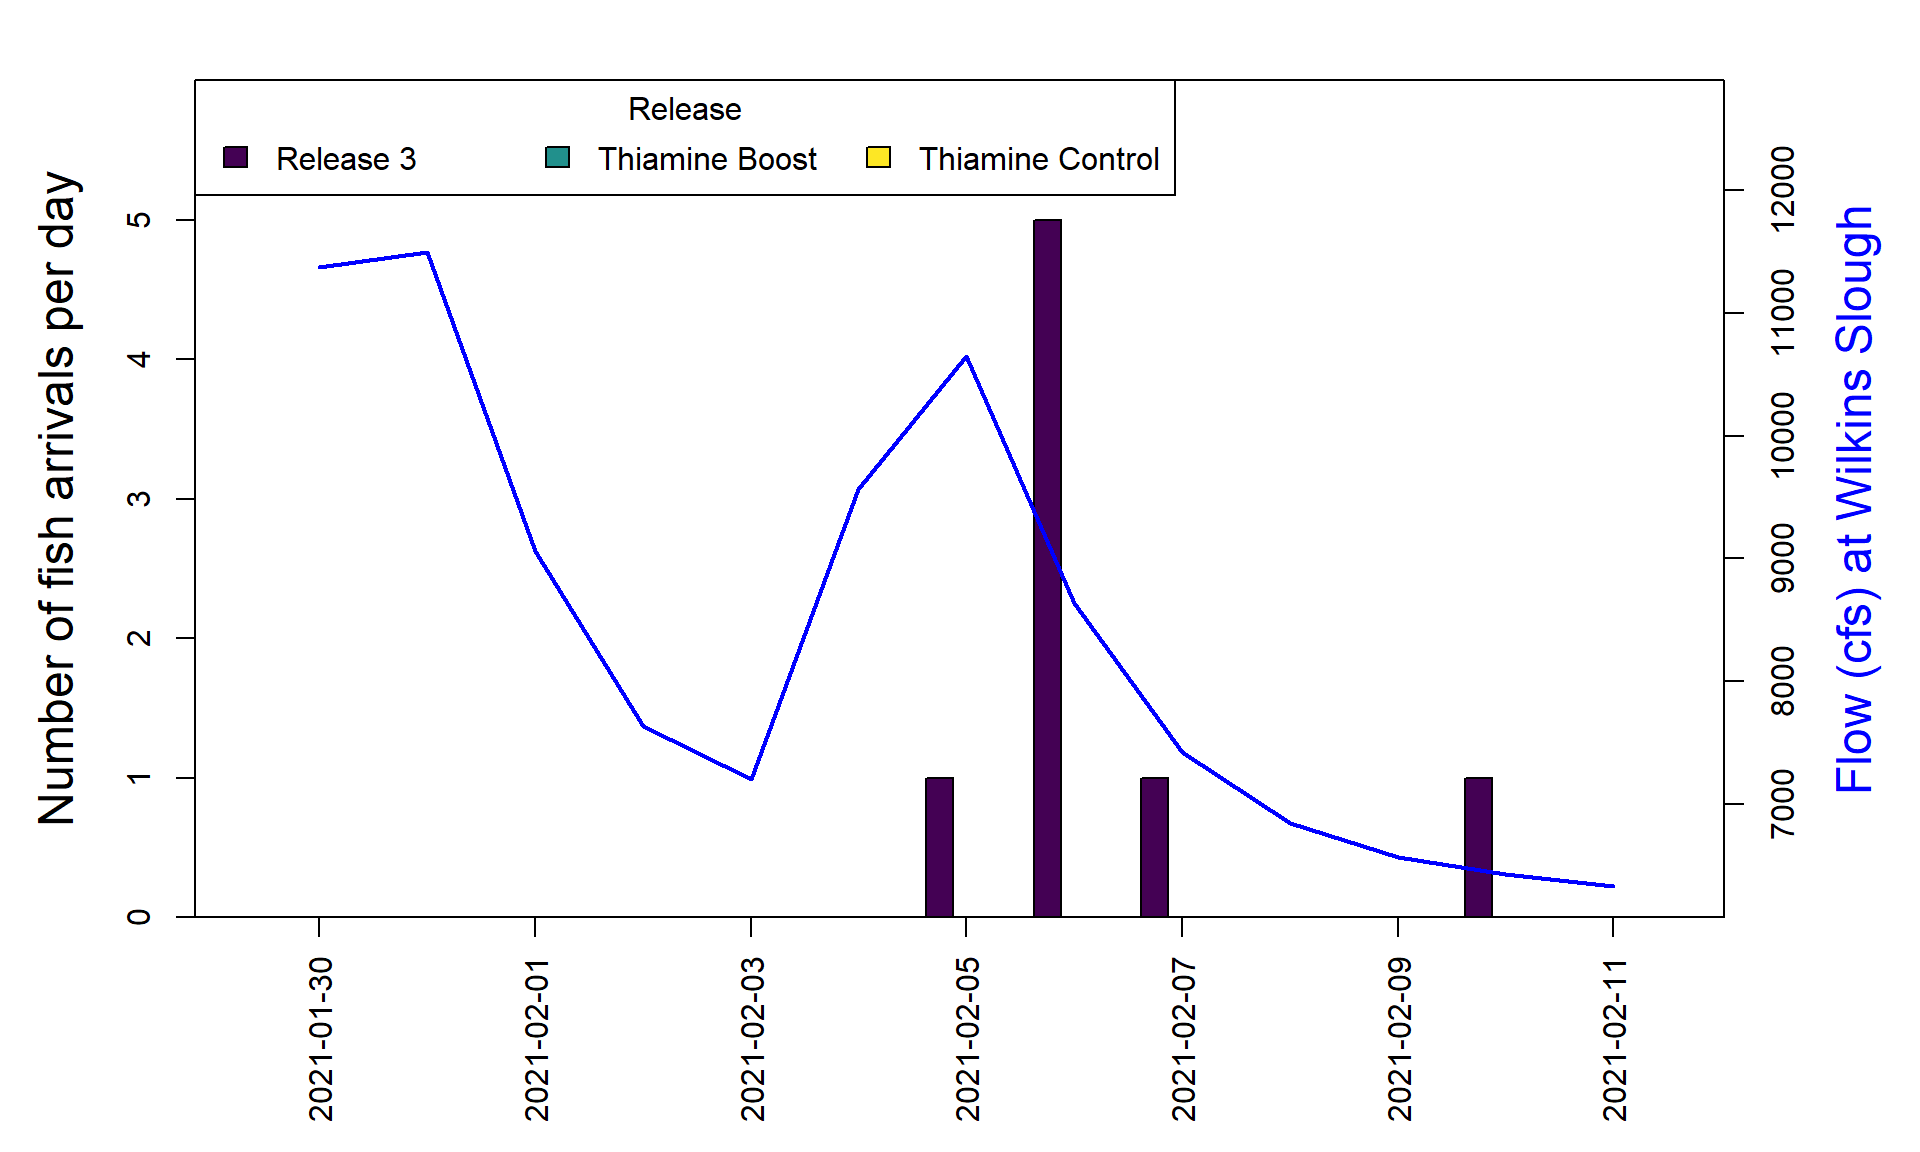 Release
Release 3 Thiamine Boost Thiamine Control
Number of fish arrivals per day
0 1 2 3 4 5
2021-01-30 2021-02-01 2021-02-03 2021-02-05 2021-02-07 2021-02-09 2021-02-11
7000 8000 9000 10000 11000 12000
Flow (cfs) at Wilkins Slough